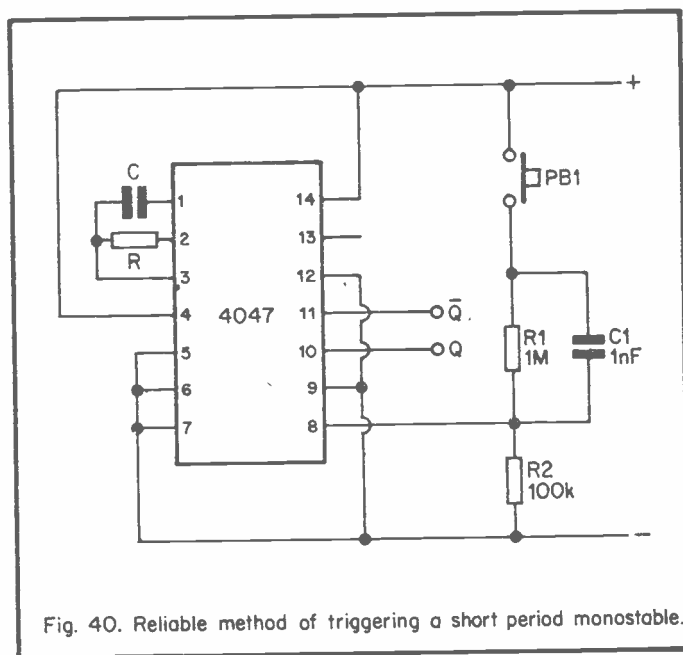 +
C
1
14
PB1
2
13
R
3
12
4
4047
11
Q̅
R1
1M
C1
1nF
5
10
Q
6
9
7
8
R2
100k
−
Fig. 40. Reliable method of triggering a short period monostable.